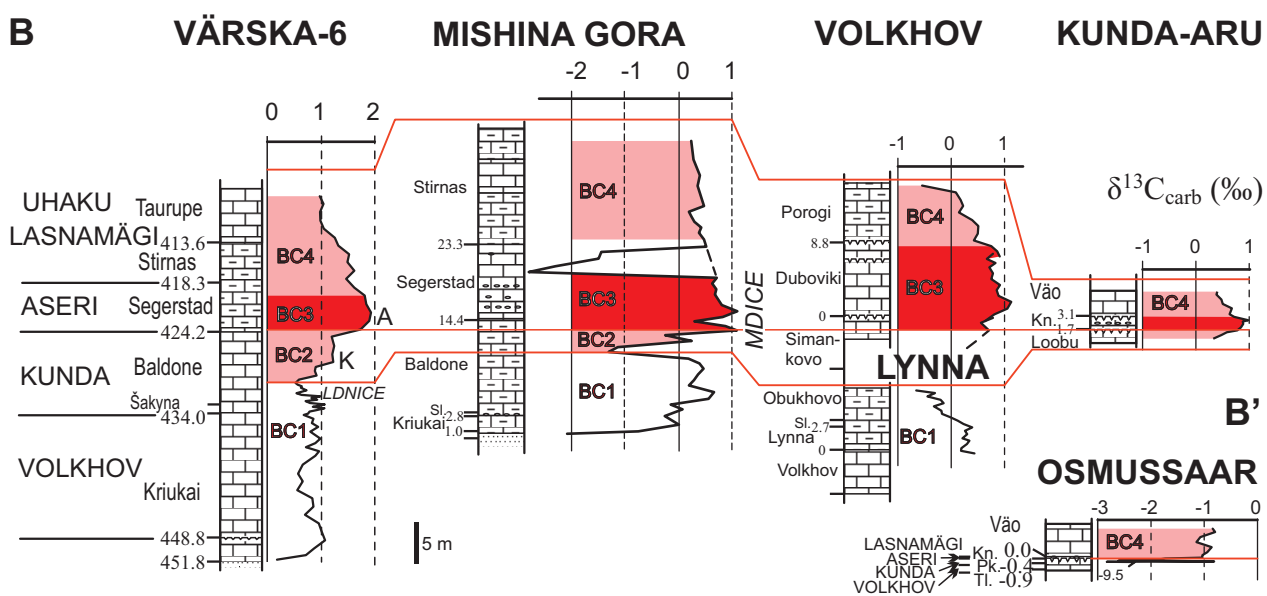 B
VÄRSKA-6
MISHINA GORA
VOLKHOV
KUNDA-ARU
0 1 2
-2 -1 0 1
-1 0 1
δ13Ccarb (‰)
-1 0 1
UHAKU
LASNAMÄGI
ASERI
KUNDA
VOLKHOV
Taurupe
413.6
Stirnas
418.3
Segerstad
424.2
Baldone
Šakyna
434.0
Kriukai
448.8
451.8
BC4
BC3
A
BC2
K
LDNICE
BC1
5 m
Stirnas
23.3
Segerstad
14.4
Baldone
Sl.
2.8
Kriukai
1.0
BC4
BC3
BC2
BC1
MDICE
Porogi
8.8
Duboviki
0
Siman-
kovo
BC4
BC3
LYNNA
Obukhovo
Sl.
2.7
Lynna
0
Volkhov
BC1
Väo
3.1
Kn.
1.7
Loobu
BC4
B'
OSMUSSAAR
-3 -2 -1 0
Väo
LASNAMÄGI
ASERI
KUNDA
VOLKHOV
Kn. 0.0
Pk. -0.4
Tl. -0.9
BC4
-9.5